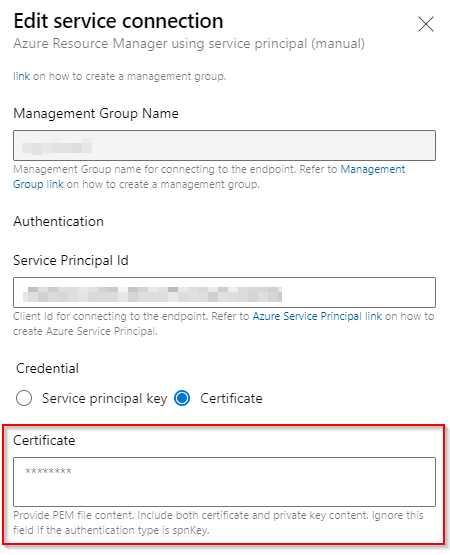 Edit service connection
Azure Resource Manager using service principal (manual)
link on how to create a management group.
Management Group Name
Management Group name for connecting to the endpoint. Refer to Management
Group link on how to create a management group.
Authentication
Service Principal Id
Client Id for connecting to the endpoint. Refer to Azure Service Principal link on how to
create Azure Service Principal.
Credential
Service principal key Certificate
Certificate
********
Provide PEM file content. Include both certificate and private key content. Ignore this
field if the authentication type is spnKey.